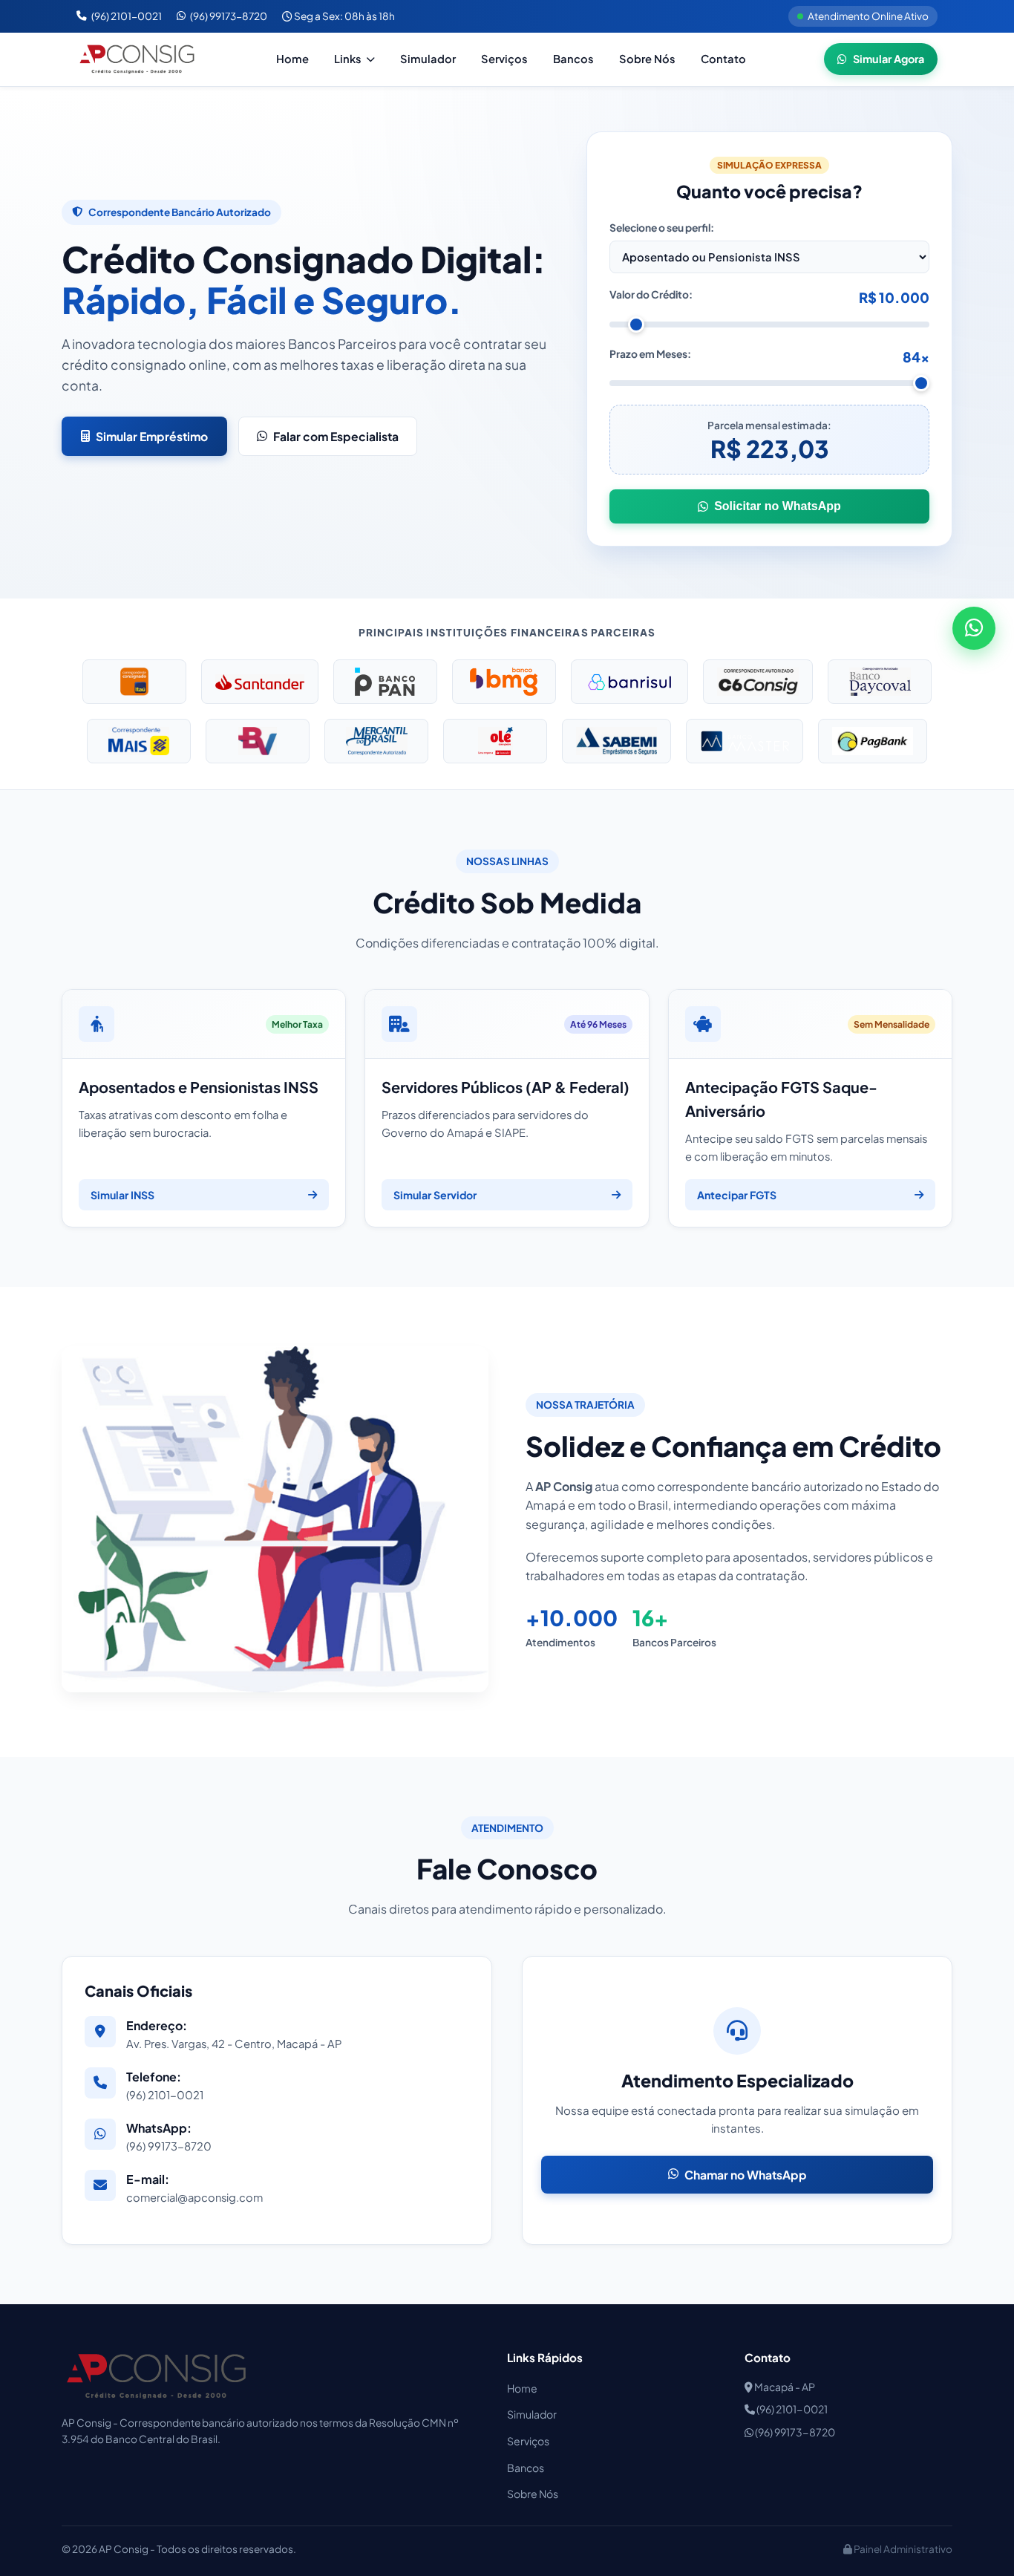 (96) 2101-0021
(96) 99173-8720
Seg a Sex: 08h às 18h
Atendimento Online Ativo
APCONSIG
Crédito Consignado - Desde 2000
Home
Links
Simulador
Serviços
Bancos
Sobre Nós
Contato
Simular Agora
Correspondente Bancário Autorizado
Crédito Consignado Digital:
Rápido, Fácil e Seguro.
A inovadora tecnologia dos maiores Bancos Parceiros para você contratar seu
crédito consignado online, com as melhores taxas e liberação direta na sua
conta.
Simular Empréstimo
Falar com Especialista
SIMULAÇÃO EXPRESSA
Quanto você precisa?
Selecione o seu perfil:
Aposentado ou Pensionista INSS
Valor do Crédito:
R$ 10.000
Prazo em Meses:
84x
Parcela mensal estimada:
R$ 223,03
Solicitar no WhatsApp
PRINCIPAIS INSTITUIÇÕES FINANCEIRAS PARCEIRAS
Santander
BANCO
PAN
banco
bmg
banrisul
CORRESPONDENTE AUTORIZADO
C6 Consig
Banco
Daycoval
Correspondente
MAIS
BV
MERCANTIL
DO BRASIL
Correspondente Autorizado
olé
SABEMI
Empréstimos e Seguros
PagBank
NOSSAS LINHAS
Crédito Sob Medida
Condições diferenciadas e contratação 100% digital.
Melhor Taxa
Aposentados e Pensionistas INSS
Taxas atrativas com desconto em folha e
liberação sem burocracia.
Simular INSS
Até 96 Meses
Servidores Públicos (AP & Federal)
Prazos diferenciados para servidores do
Governo do Amapá e SIAPE.
Simular Servidor
Sem Mensalidade
Antecipação FGTS Saque-
Aniversário
Antecipe seu saldo FGTS sem parcelas mensais
e com liberação em minutos.
Antecipar FGTS
NOSSA TRAJETÓRIA
Solidez e Confiança em Crédito
A AP Consig atua como correspondente bancário autorizado no Estado do
Amapá e em todo o Brasil, intermediando operações com máxima
segurança, agilidade e melhores condições.
Oferecemos suporte completo para aposentados, servidores públicos e
trabalhadores em todas as etapas da contratação.
+10.000
Atendimentos
16+
Bancos Parceiros
ATENDIMENTO
Fale Conosco
Canais diretos para atendimento rápido e personalizado.
Canais Oficiais
Endereço:
Av. Pres. Vargas, 42 - Centro, Macapá - AP
Telefone:
(96) 2101-0021
WhatsApp:
(96) 99173-8720
E-mail:
comercial@apconsig.com
Atendimento Especializado
Nossa equipe está conectada pronta para realizar sua simulação em
instantes.
Chamar no WhatsApp
APCONSIG
Crédito Consignado - Desde 2000
AP Consig - Correspondente bancário autorizado nos termos da Resolução CMN nº
3.954 do Banco Central do Brasil.
Links Rápidos
Home
Simulador
Serviços
Bancos
Sobre Nós
Contato
Macapá - AP
(96) 2101-0021
(96) 99173-8720
© 2026 AP Consig - Todos os direitos reservados.
Painel Administrativo